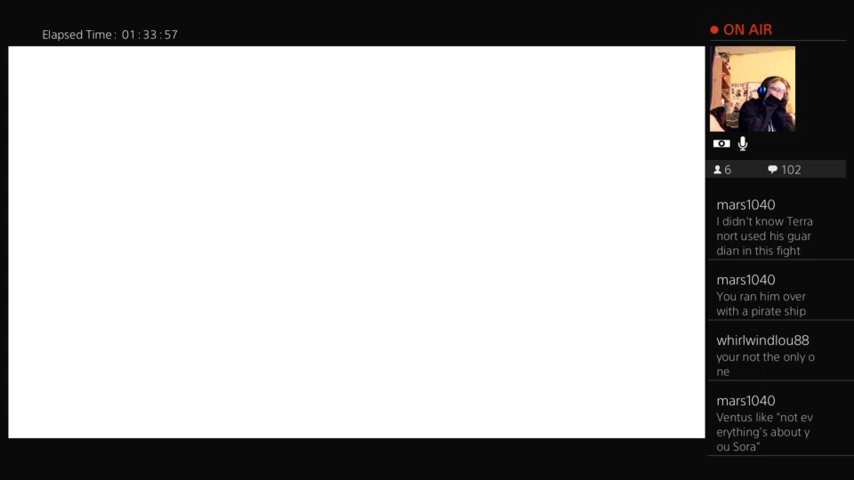 Elapsed Time: 01:33:57
ON AIR
6 102
mars1040
I didn't know Terra
nort used his guar
dian in this fight
mars1040
You ran him over
with a pirate ship
whirlwindlou88
your not the only o
ne
mars1040
Ventus like "not ev
erything's about y
ou Sora"